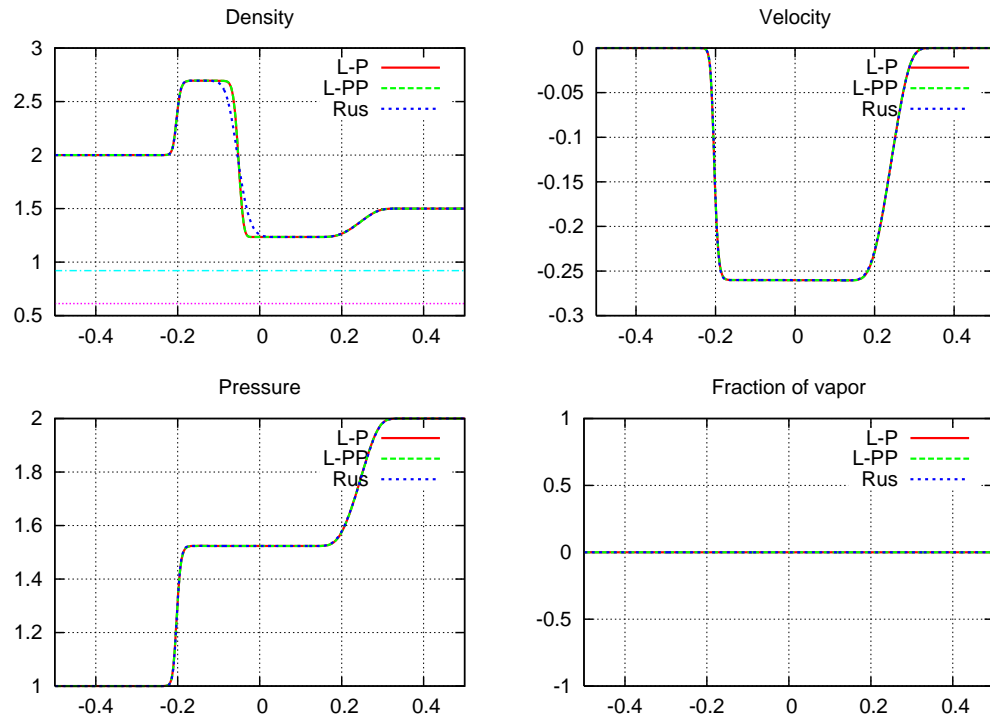 Density
3
2.5
2
1.5
1
0.5
-0.4 -0.2 0 0.2 0.4
L-P
L-PP
Rus
Velocity
0
-0.05
-0.1
-0.15
-0.2
-0.25
-0.3
-0.4 -0.2 0 0.2 0.4
L-P
L-PP
Rus
Pressure
2
1.8
1.6
1.4
1.2
1
-0.4 -0.2 0 0.2 0.4
L-P
L-PP
Rus
Fraction of vapor
1
0.5
0
-0.5
-1
-0.4 -0.2 0 0.2 0.4
L-P
L-PP
Rus